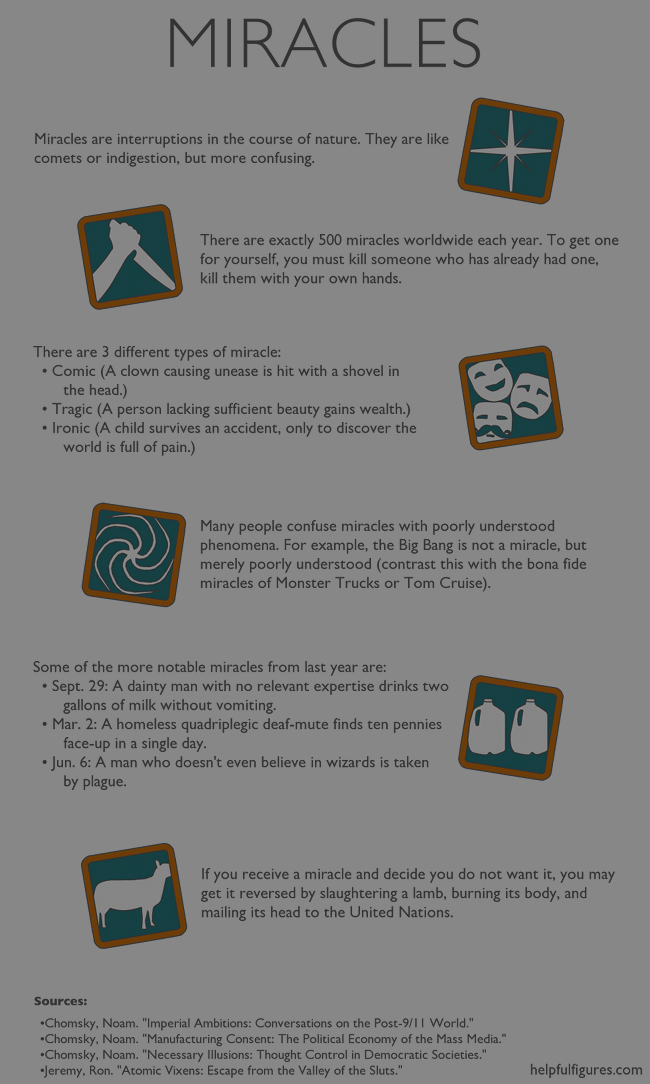 MIRACLES
Miracles are interruptions in the course of nature. They are like
comets or indigestion, but more confusing.
There are exactly 500 miracles worldwide each year. To get one
for yourself, you must kill someone who has already had one,
kill them with your own hands.
There are 3 different types of miracle:
• Comic (A clown causing unease is hit with a shovel in
the head.)
• Tragic (A person lacking sufficient beauty gains wealth.)
• Ironic (A child survives an accident, only to discover the
world is full of pain.)
Many people confuse miracles with poorly understood
phenomena. For example, the Big Bang is not a miracle, but
merely poorly understood (contrast this with the bona fide
miracles of Monster Trucks or Tom Cruise).
Some of the more notable miracles from last year are:
• Sept. 29: A dainty man with no relevant expertise drinks two
gallons of milk without vomiting.
• Mar. 2: A homeless quadriplegic deaf-mute finds ten pennies
face-up in a single day.
• Jun. 6: A man who doesn't even believe in wizards is taken
by plague.
If you receive a miracle and decide you do not want it, you may
get it reversed by slaughtering a lamb, burning its body, and
mailing its head to the United Nations.
Sources:
•Chomsky, Noam. "Imperial Ambitions: Conversations on the Post-9/11 World."
•Chomsky, Noam. "Manufacturing Consent: The Political Economy of the Mass Media."
•Chomsky, Noam. "Necessary Illusions: Thought Control in Democratic Societies."
•Jeremy, Ron. "Atomic Vixens: Escape from the Valley of the Sluts."
helpfulfigures.com